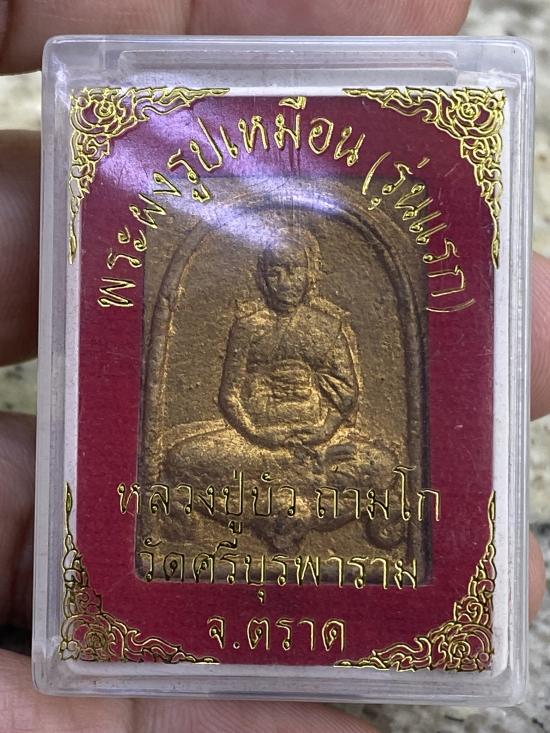 พระผงรูปเหมือน (รุ่นแรก)
หลวงปู่บัว ถามโก
วัดศรีบุรพาราม
จ.ตราด